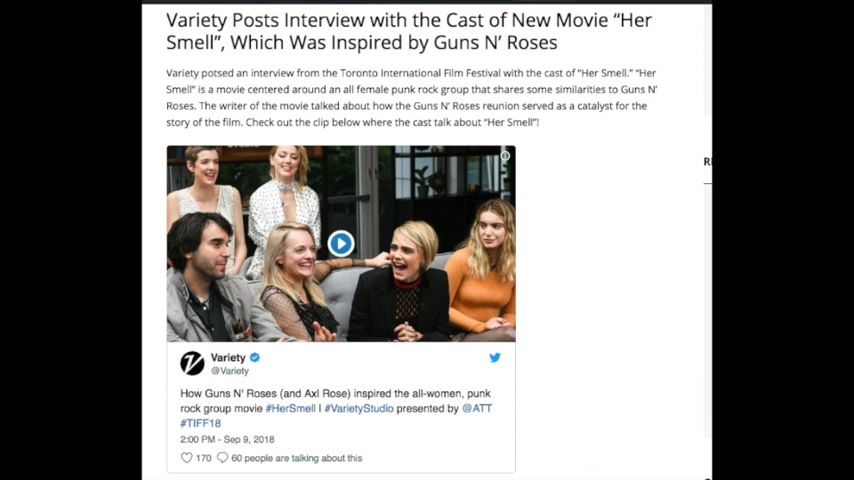 Variety Posts Interview with the Cast of New Movie “Her
Smell”, Which Was Inspired by Guns N’ Roses
Variety potsed an interview from the Toronto International Film Festival with the cast of “Her Smell.” “Her
Smell” is a movie centered around an all female punk rock group that shares some similarities to Guns N’
Roses. The writer of the movie talked about how the Guns N’ Roses reunion served as a catalyst for the
story of the film. Check out the clip below where the cast talk about “Her Smell”!
Variety
@Variety
How Guns N' Roses (and Axl Rose) inspired the all-women, punk
rock group movie #HerSmell | #VarietyStudio presented by @ATT
#TIFF18
2:00 PM - Sep 9, 2018
170 60 people are talking about this